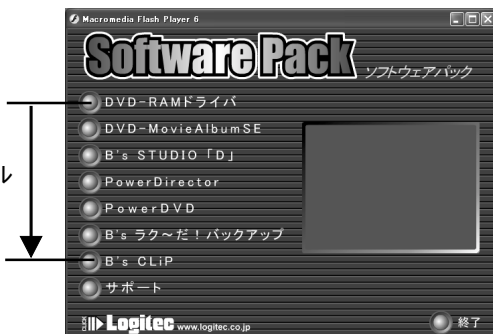 Macromedia Flash Player 6
Software Pack
ソフトウェアパック
DVD-RAMドライバ
DVD-MovieAlbumSE
B's STUDIO「D」
PowerDirector
PowerDVD
B's ラク～だ！バックアップ
B's CLiP
サポート
ル
CLICK Logitec www.logitec.co.jp
終了